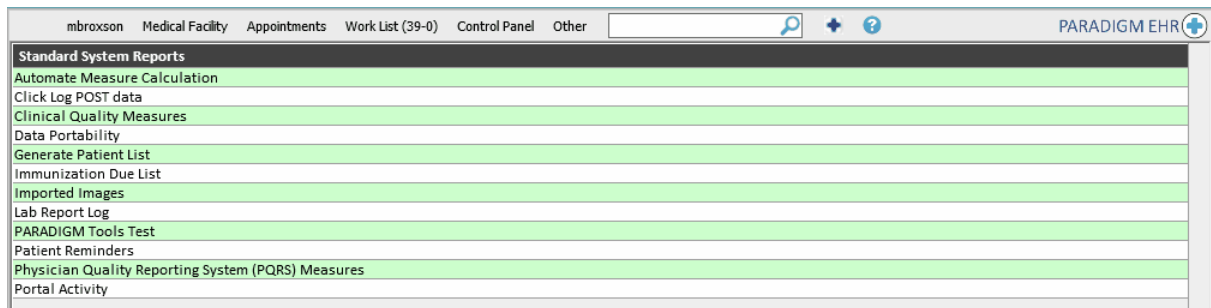 mbroxson Medical Facility Appointments Work List (39-0) Control Panel Other ? PARADIGM EHR
Standard System Reports
Automate Measure Calculation
Click Log POST data
Clinical Quality Measures
Data Portability
Generate Patient List
Immunization Due List
Imported Images
Lab Report Log
PARADIGM Tools Test
Patient Reminders
Physician Quality Reporting System (PQRS) Measures
Portal Activity